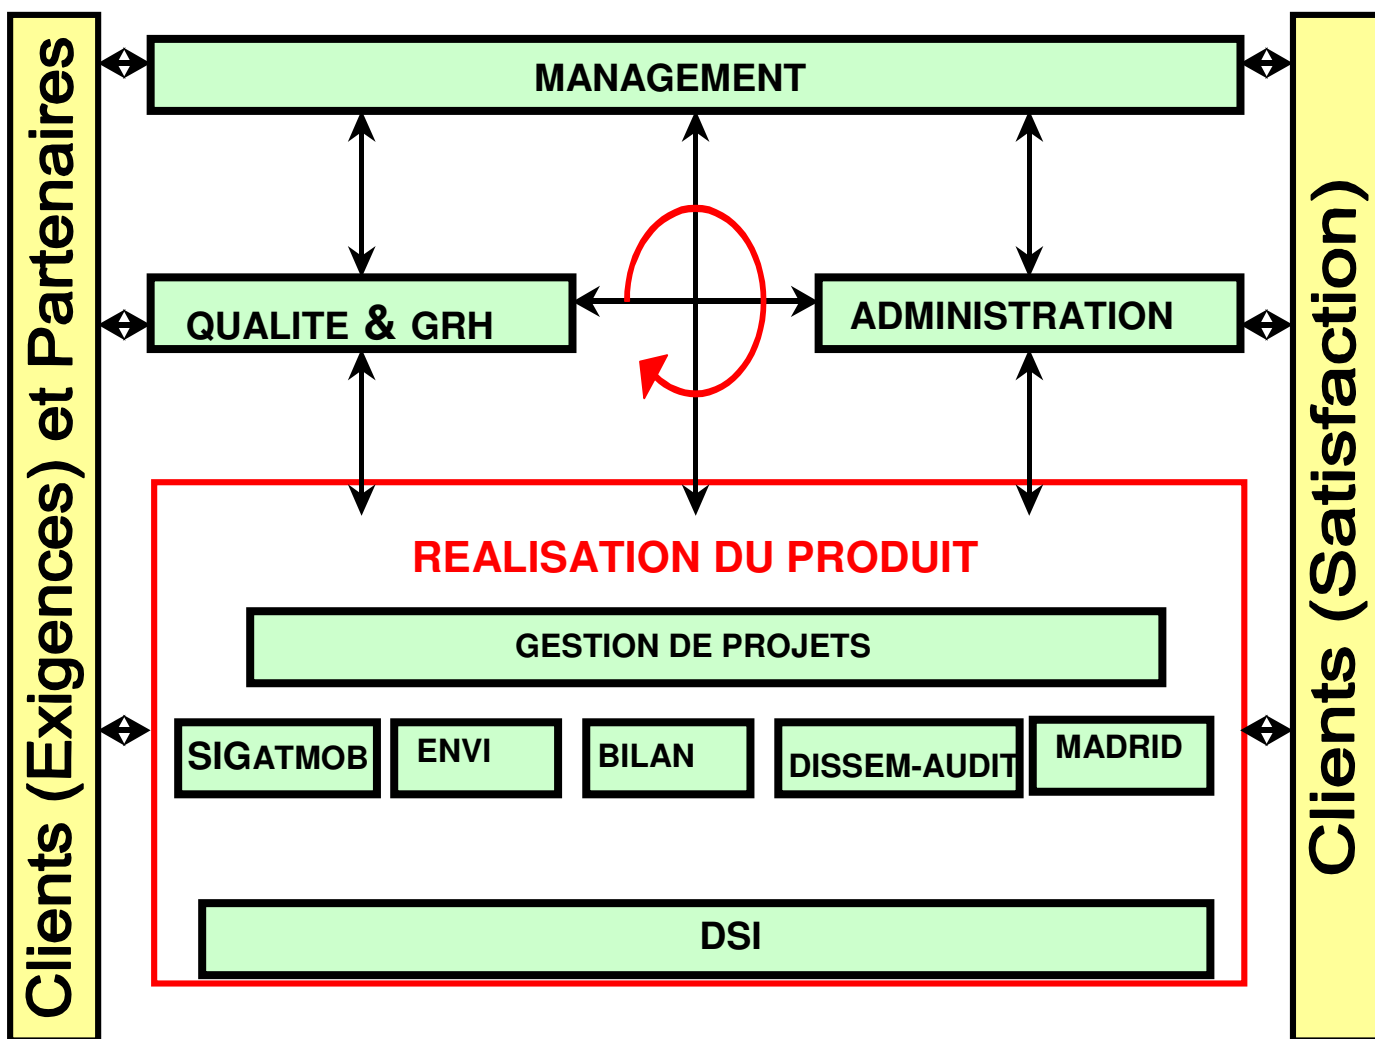 Clients (Exigences) et Partenaires
MANAGEMENT
QUALITE & GRH
ADMINISTRATION
REALISATION DU PRODUIT
GESTION DE PROJETS
SIGATMOB
ENVI
BILAN
DISSEM-AUDIT
MADRID
DSI
Clients (Satisfaction)